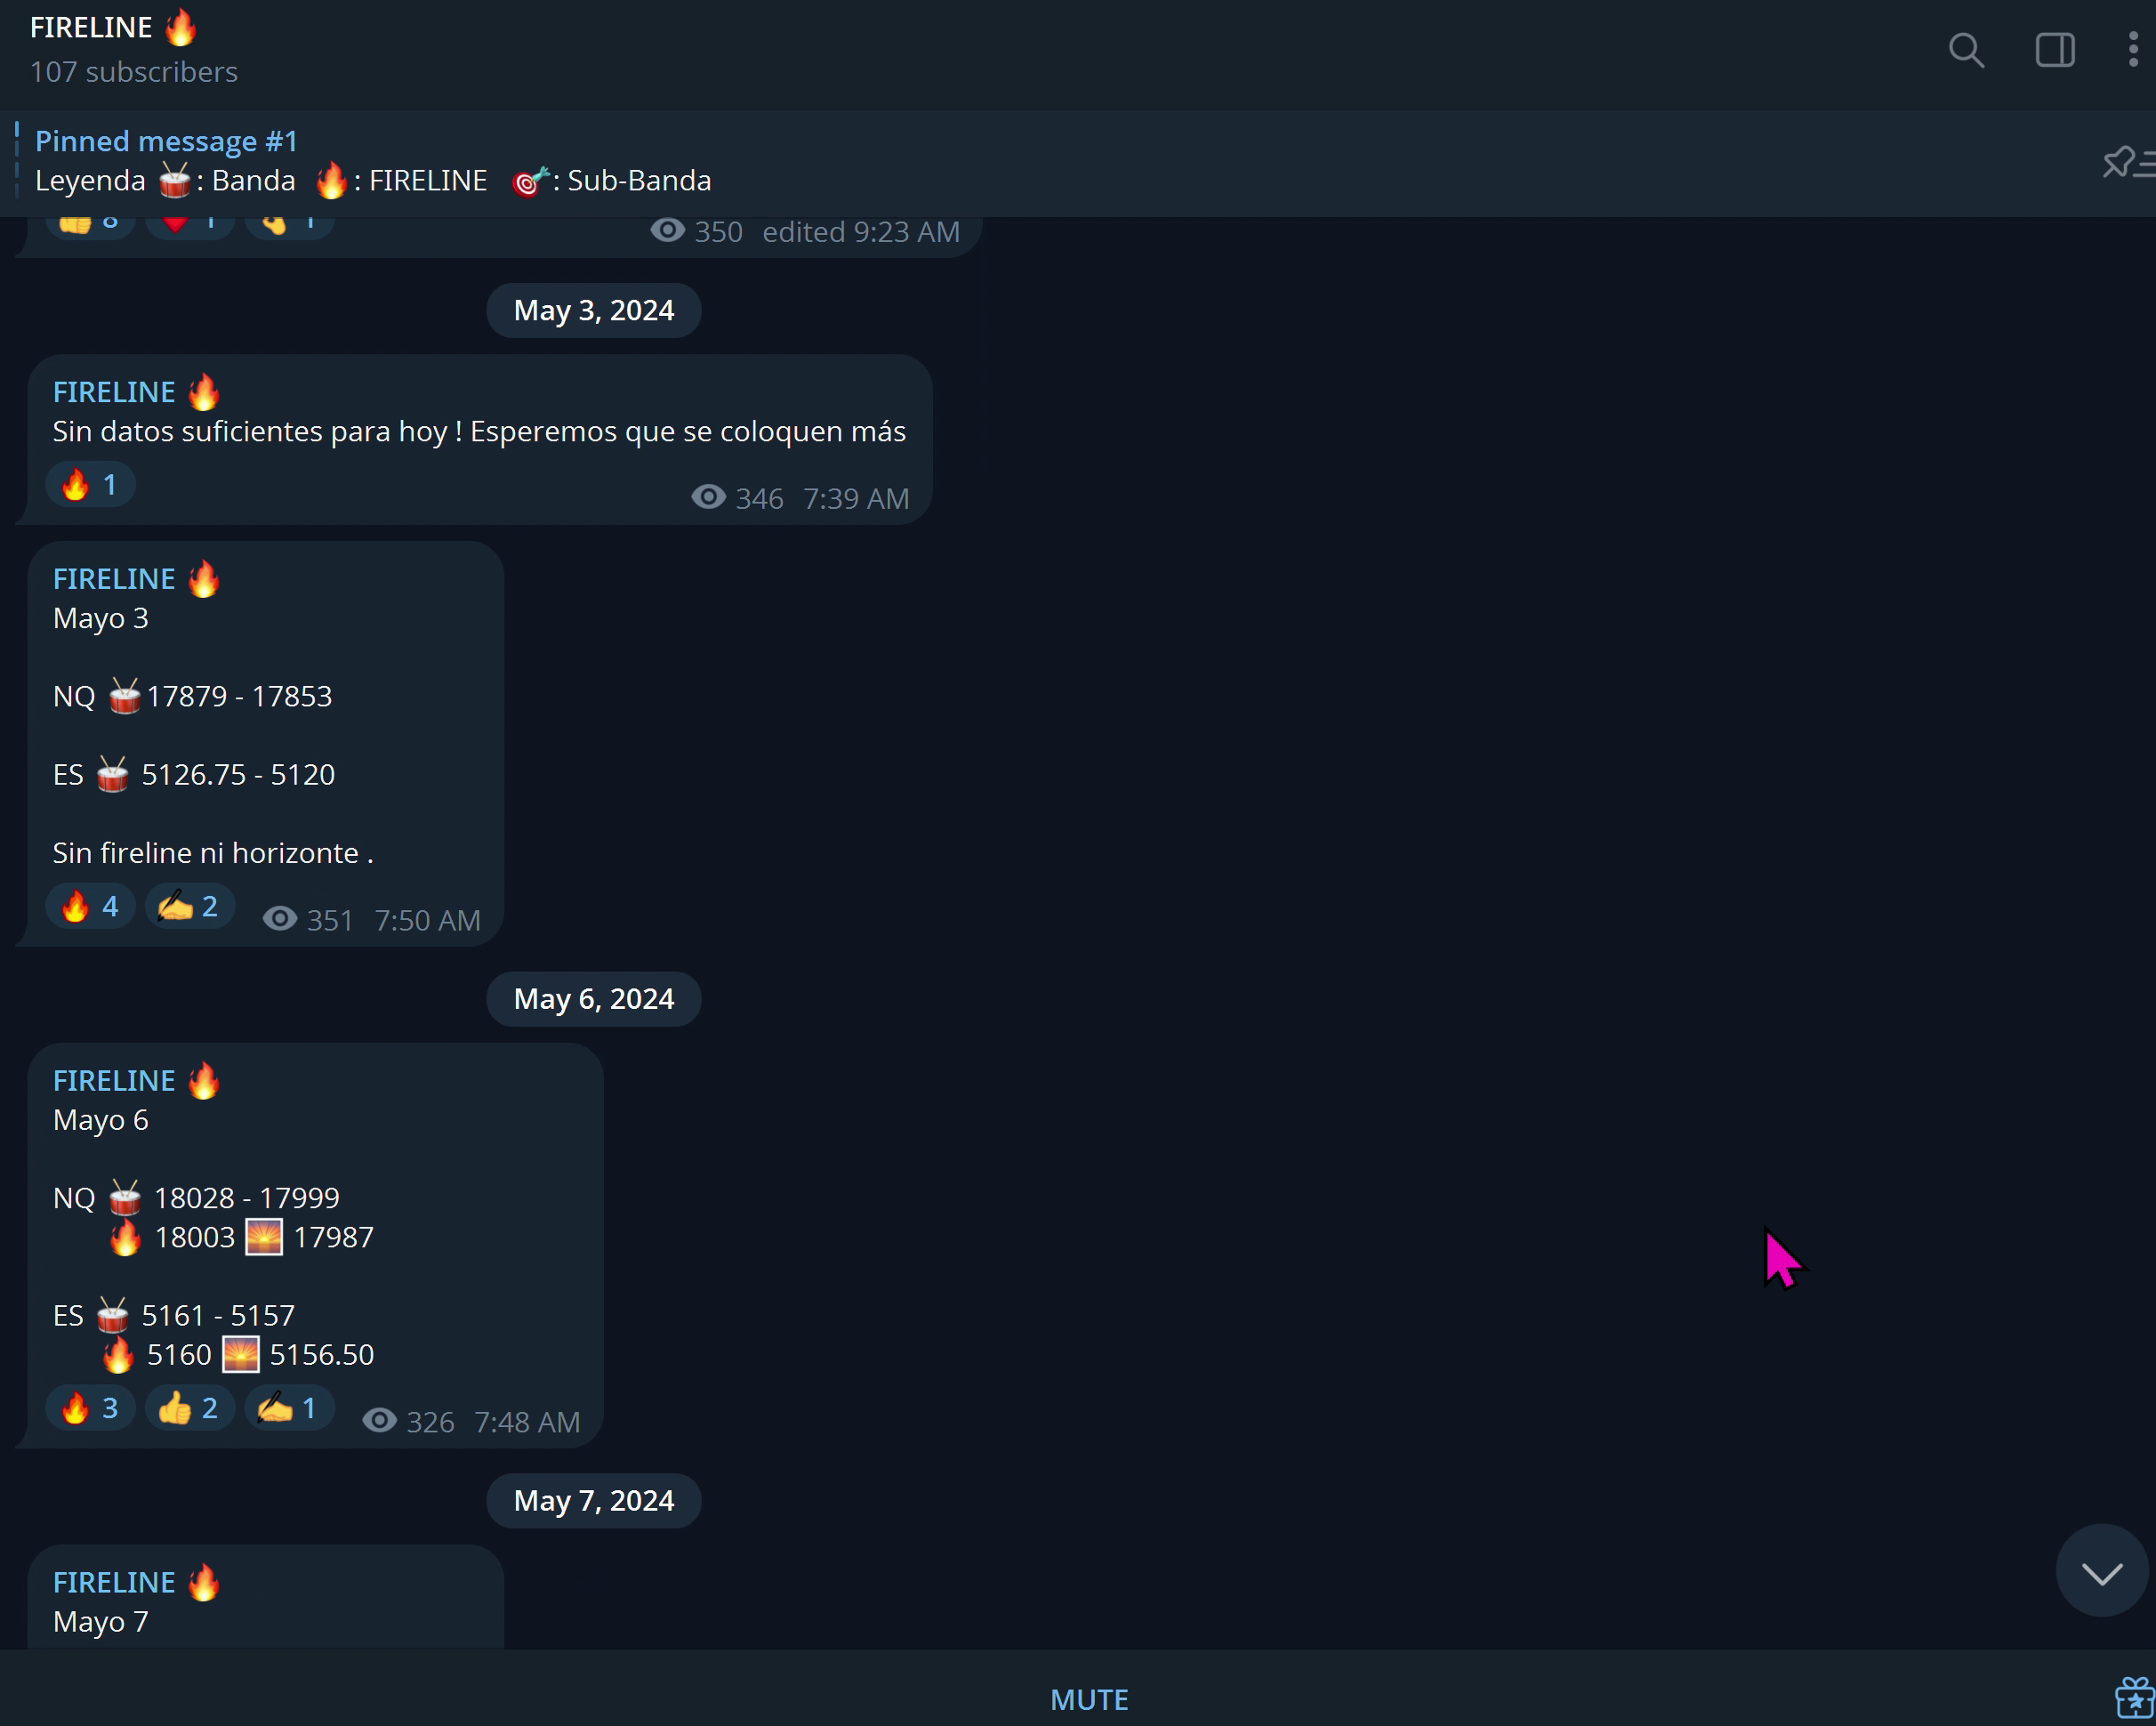 FIRELINE 🔥
107 subscribers
Pinned message #1
Leyenda 🥁: Banda 🔥: FIRELINE 🎯: Sub-Banda
8 1 1 350 edited 9:23 AM
May 3, 2024
FIRELINE 🔥
Sin datos suficientes para hoy ! Esperemos que se coloquen más
🔥 1 346 7:39 AM
FIRELINE 🔥
Mayo 3
NQ 🥁17879 - 17853
ES 🥁 5126.75 - 5120
Sin fireline ni horizonte .
🔥 4 ✍️ 2 351 7:50 AM
May 6, 2024
FIRELINE 🔥
Mayo 6
NQ 🥁 18028 - 17999
🔥 18003 🌅 17987
ES 🥁 5161 - 5157
🔥 5160 🌅 5156.50
🔥 3 👍 2 ✍️ 1 326 7:48 AM
May 7, 2024
FIRELINE 🔥
Mayo 7
MUTE